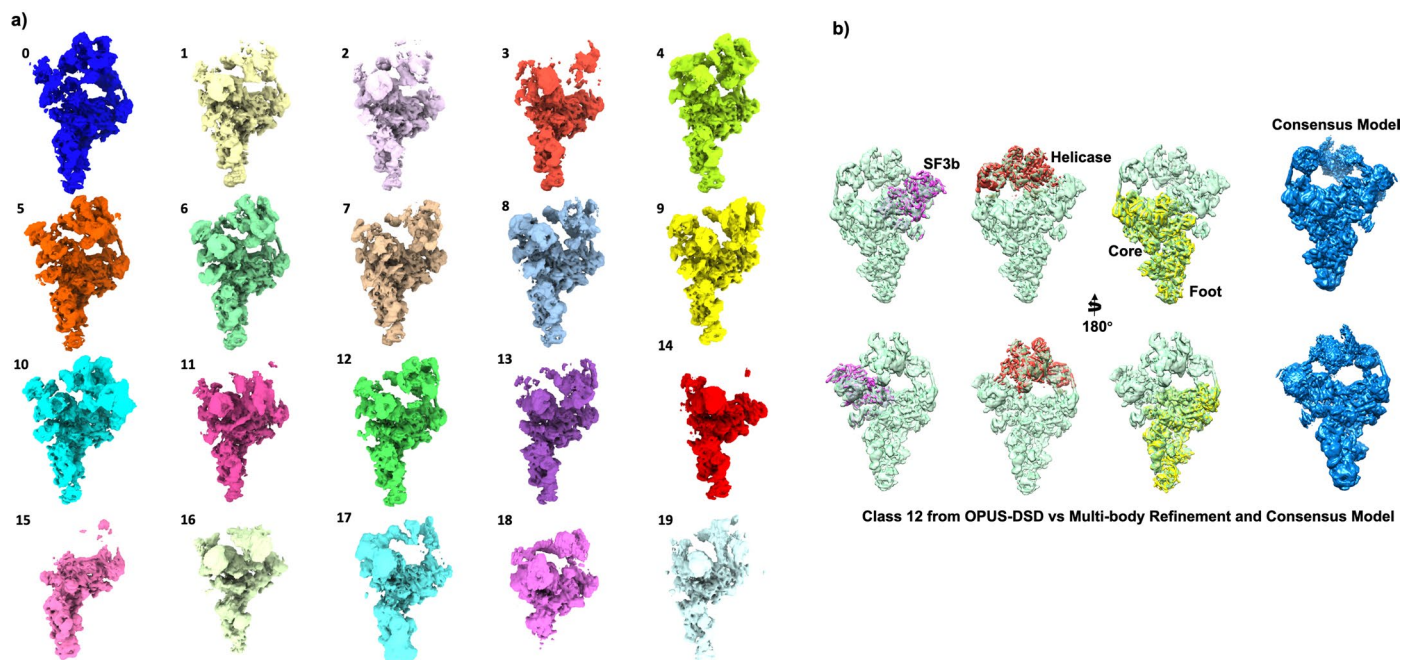 a)
0
1
2
3
4
5
6
7
8
9
10
11
12
13
14
15
16
17
18
19
b)
Consensus Model
SF3b
Helicase
Core
Foot
180°
Class 12 from OPUS-DSD vs Multi-body Refinement and Consensus Model